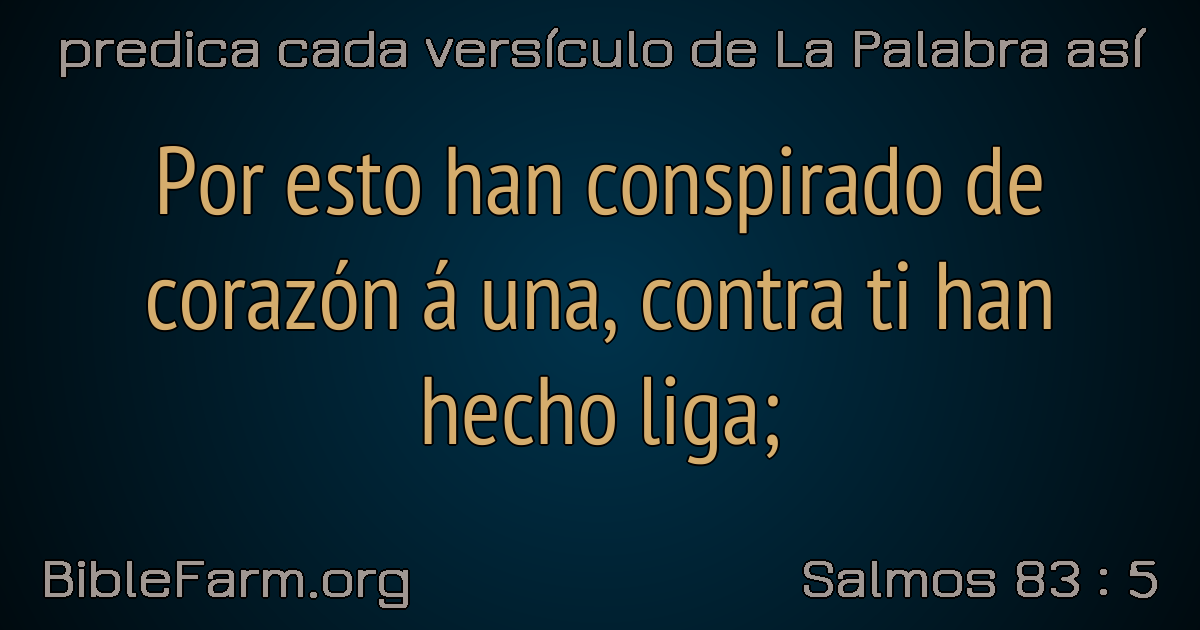 predica cada versículo de La Palabra así
Por esto han conspirado de
corazón á una, contra ti han
hecho liga;
BibleFarm.org
Salmos 83 : 5